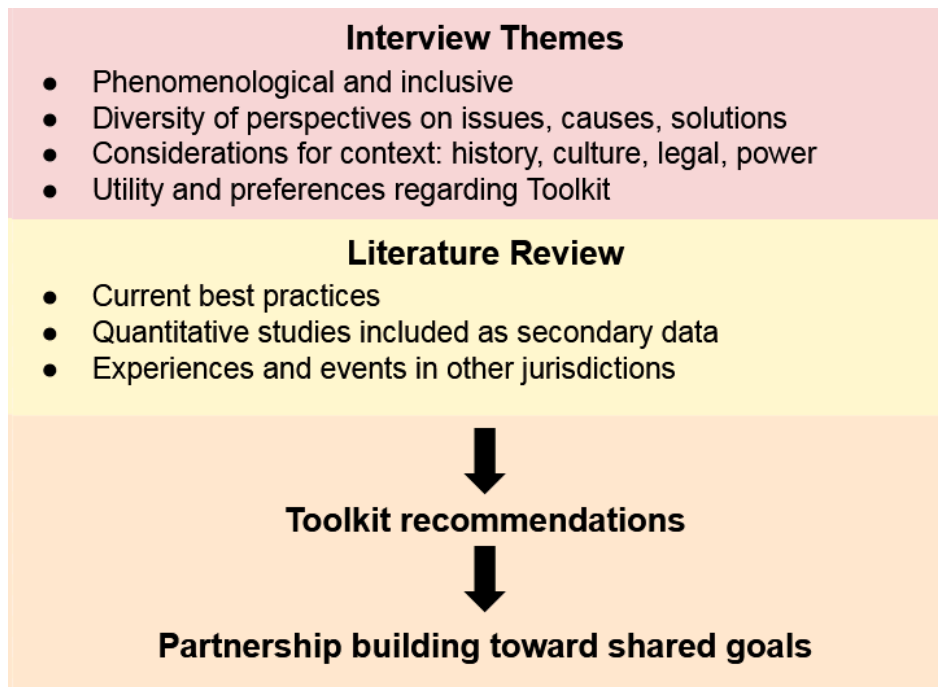 Interview Themes
● Phenomenological and inclusive
● Diversity of perspectives on issues, causes, solutions
● Considerations for context: history, culture, legal, power
● Utility and preferences regarding Toolkit
Literature Review
● Current best practices
● Quantitative studies included as secondary data
● Experiences and events in other jurisdictions
Toolkit recommendations
Partnership building toward shared goals